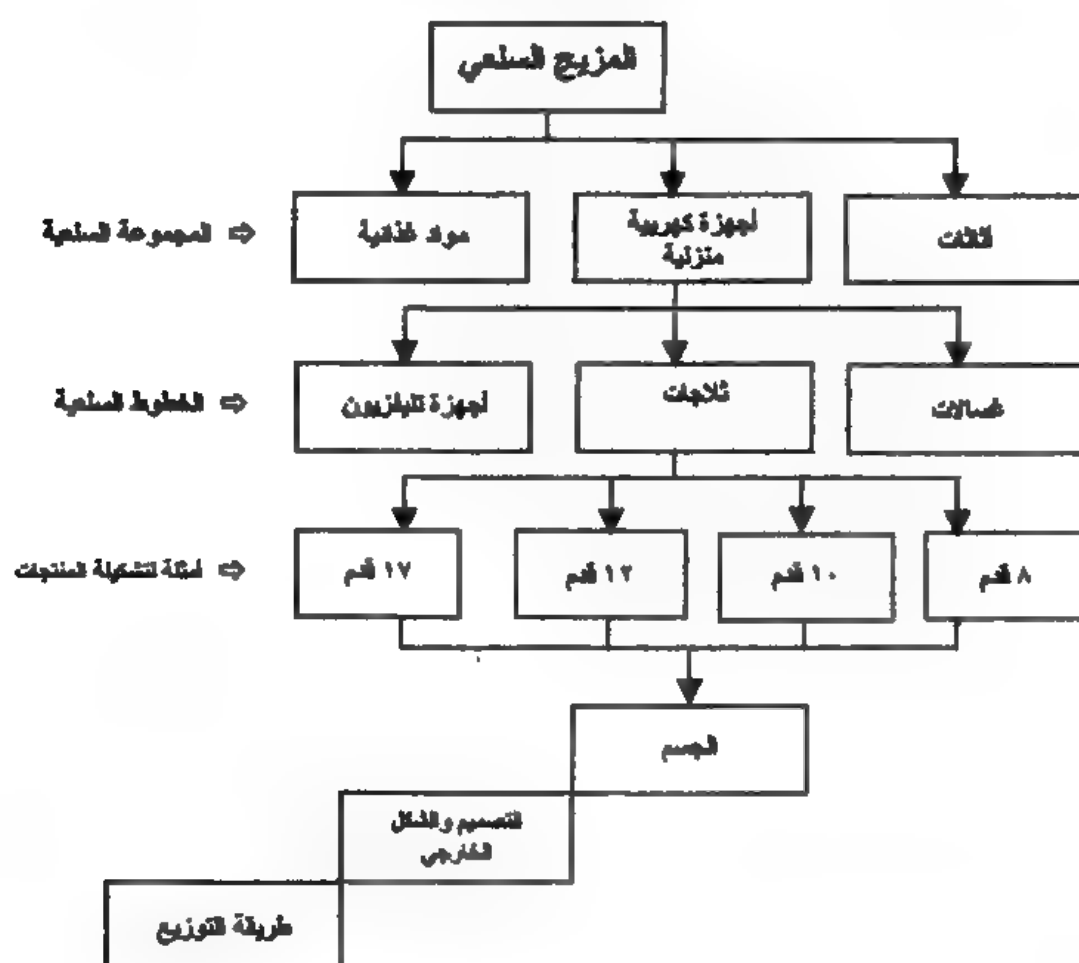 المزيج السلعي
أثاثات
أجهزة كهربية
منزلية
مواد غذائية
⇦ المجموعة السلعية
غسالات
ثلاجات
أجهزة تليفزيون
⇦ الخطوط السلعية
٨ قدم
١٠ قدم
١٢ قدم
١٧ قدم
⇦ أمثلة لتشكيلة المنتجات
الجسم
التصميم والشكل
الخارجي
طريقة التوزيع